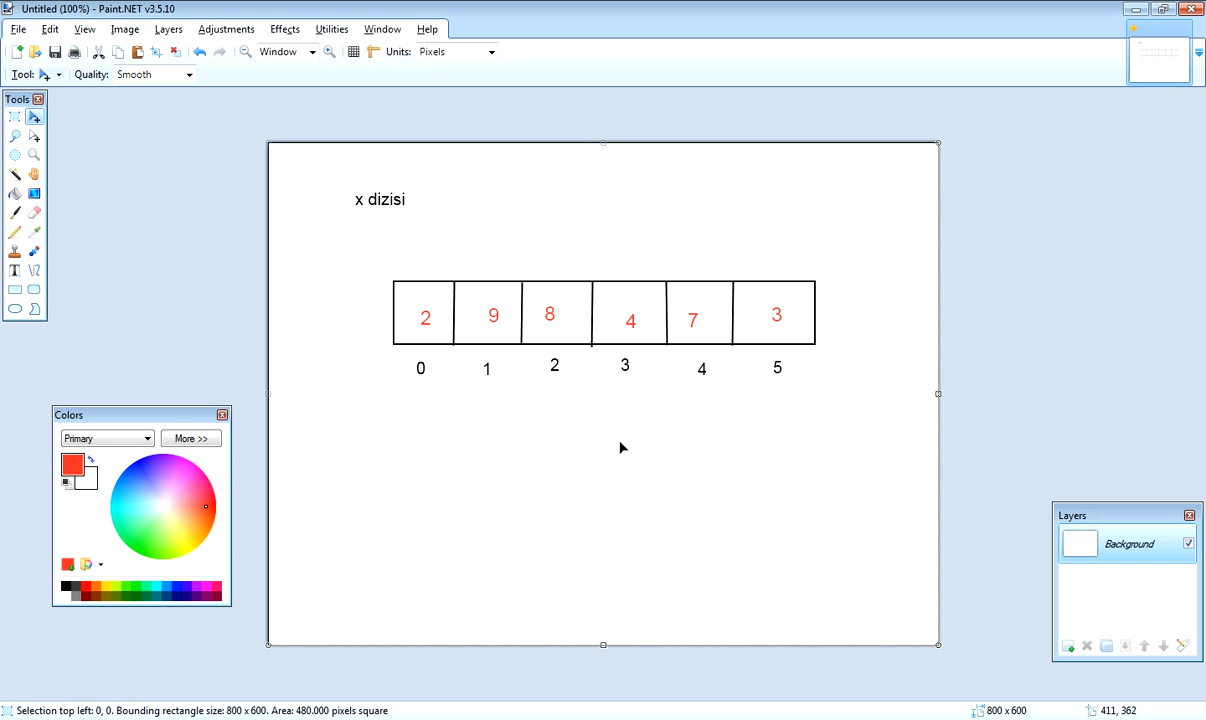 Untitled (100%) - Paint.NET v3.5.10
File Edit View Image Layers Adjustments Effects Utilities Window Help
Window Units: Pixels
Tool: Quality: Smooth
Tools
x dizisi
2 9 8 4 7 3
0 1 2 3 4 5
Colors
Primary More >>
Layers
Background
Selection top left: 0, 0. Bounding rectangle size: 800 x 600. Area: 480.000 pixels square 800 x 600 411, 362